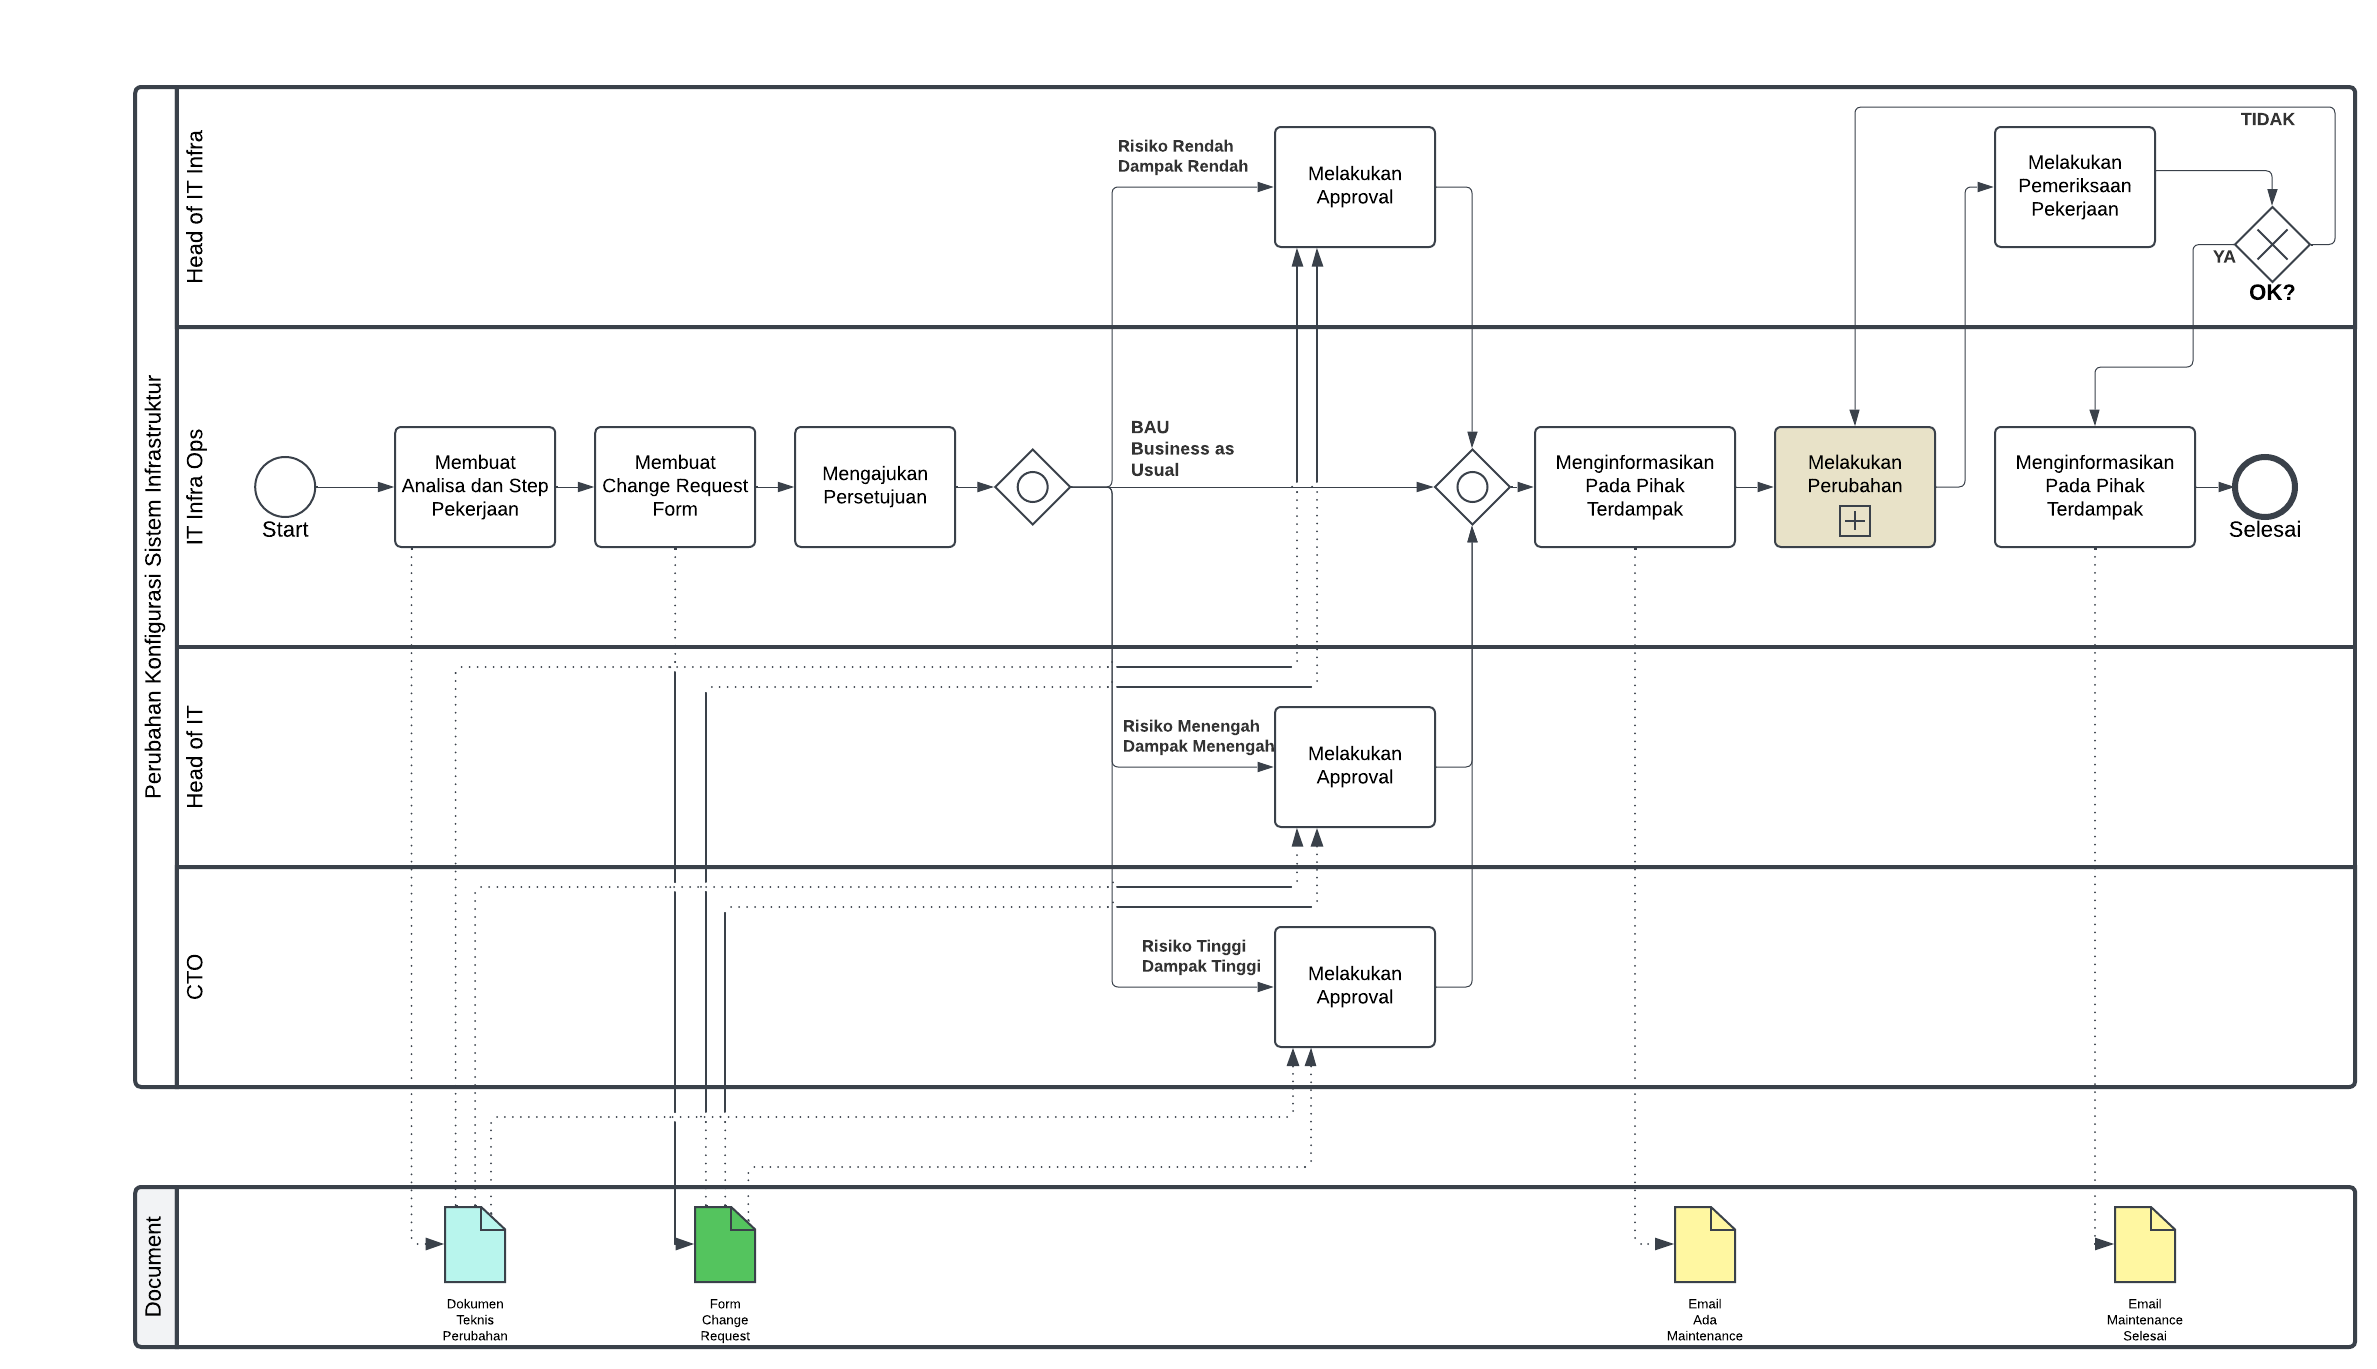 Perubahan Konfigurasi Sistem Infrastruktur
Head of IT Infra
Risiko Rendah
Dampak Rendah
Melakukan
Approval
Melakukan
Pemeriksaan
Pekerjaan
TIDAK
YA
OK?
IT Infra Ops
Start
Membuat
Analisa dan Step
Pekerjaan
Membuat
Change Request
Form
Mengajukan
Persetujuan
BAU
Business as
Usual
Menginformasikan
Pada Pihak
Terdampak
Melakukan
Perubahan
Menginformasikan
Pada Pihak
Terdampak
Selesai
Head of IT
Risiko Menengah
Dampak Menengah
Melakukan
Approval
CTO
Risiko Tinggi
Dampak Tinggi
Melakukan
Approval
Document
Dokumen
Teknis
Perubahan
Form
Change
Request
Email
Ada
Maintenance
Email
Maintenance
Selesai